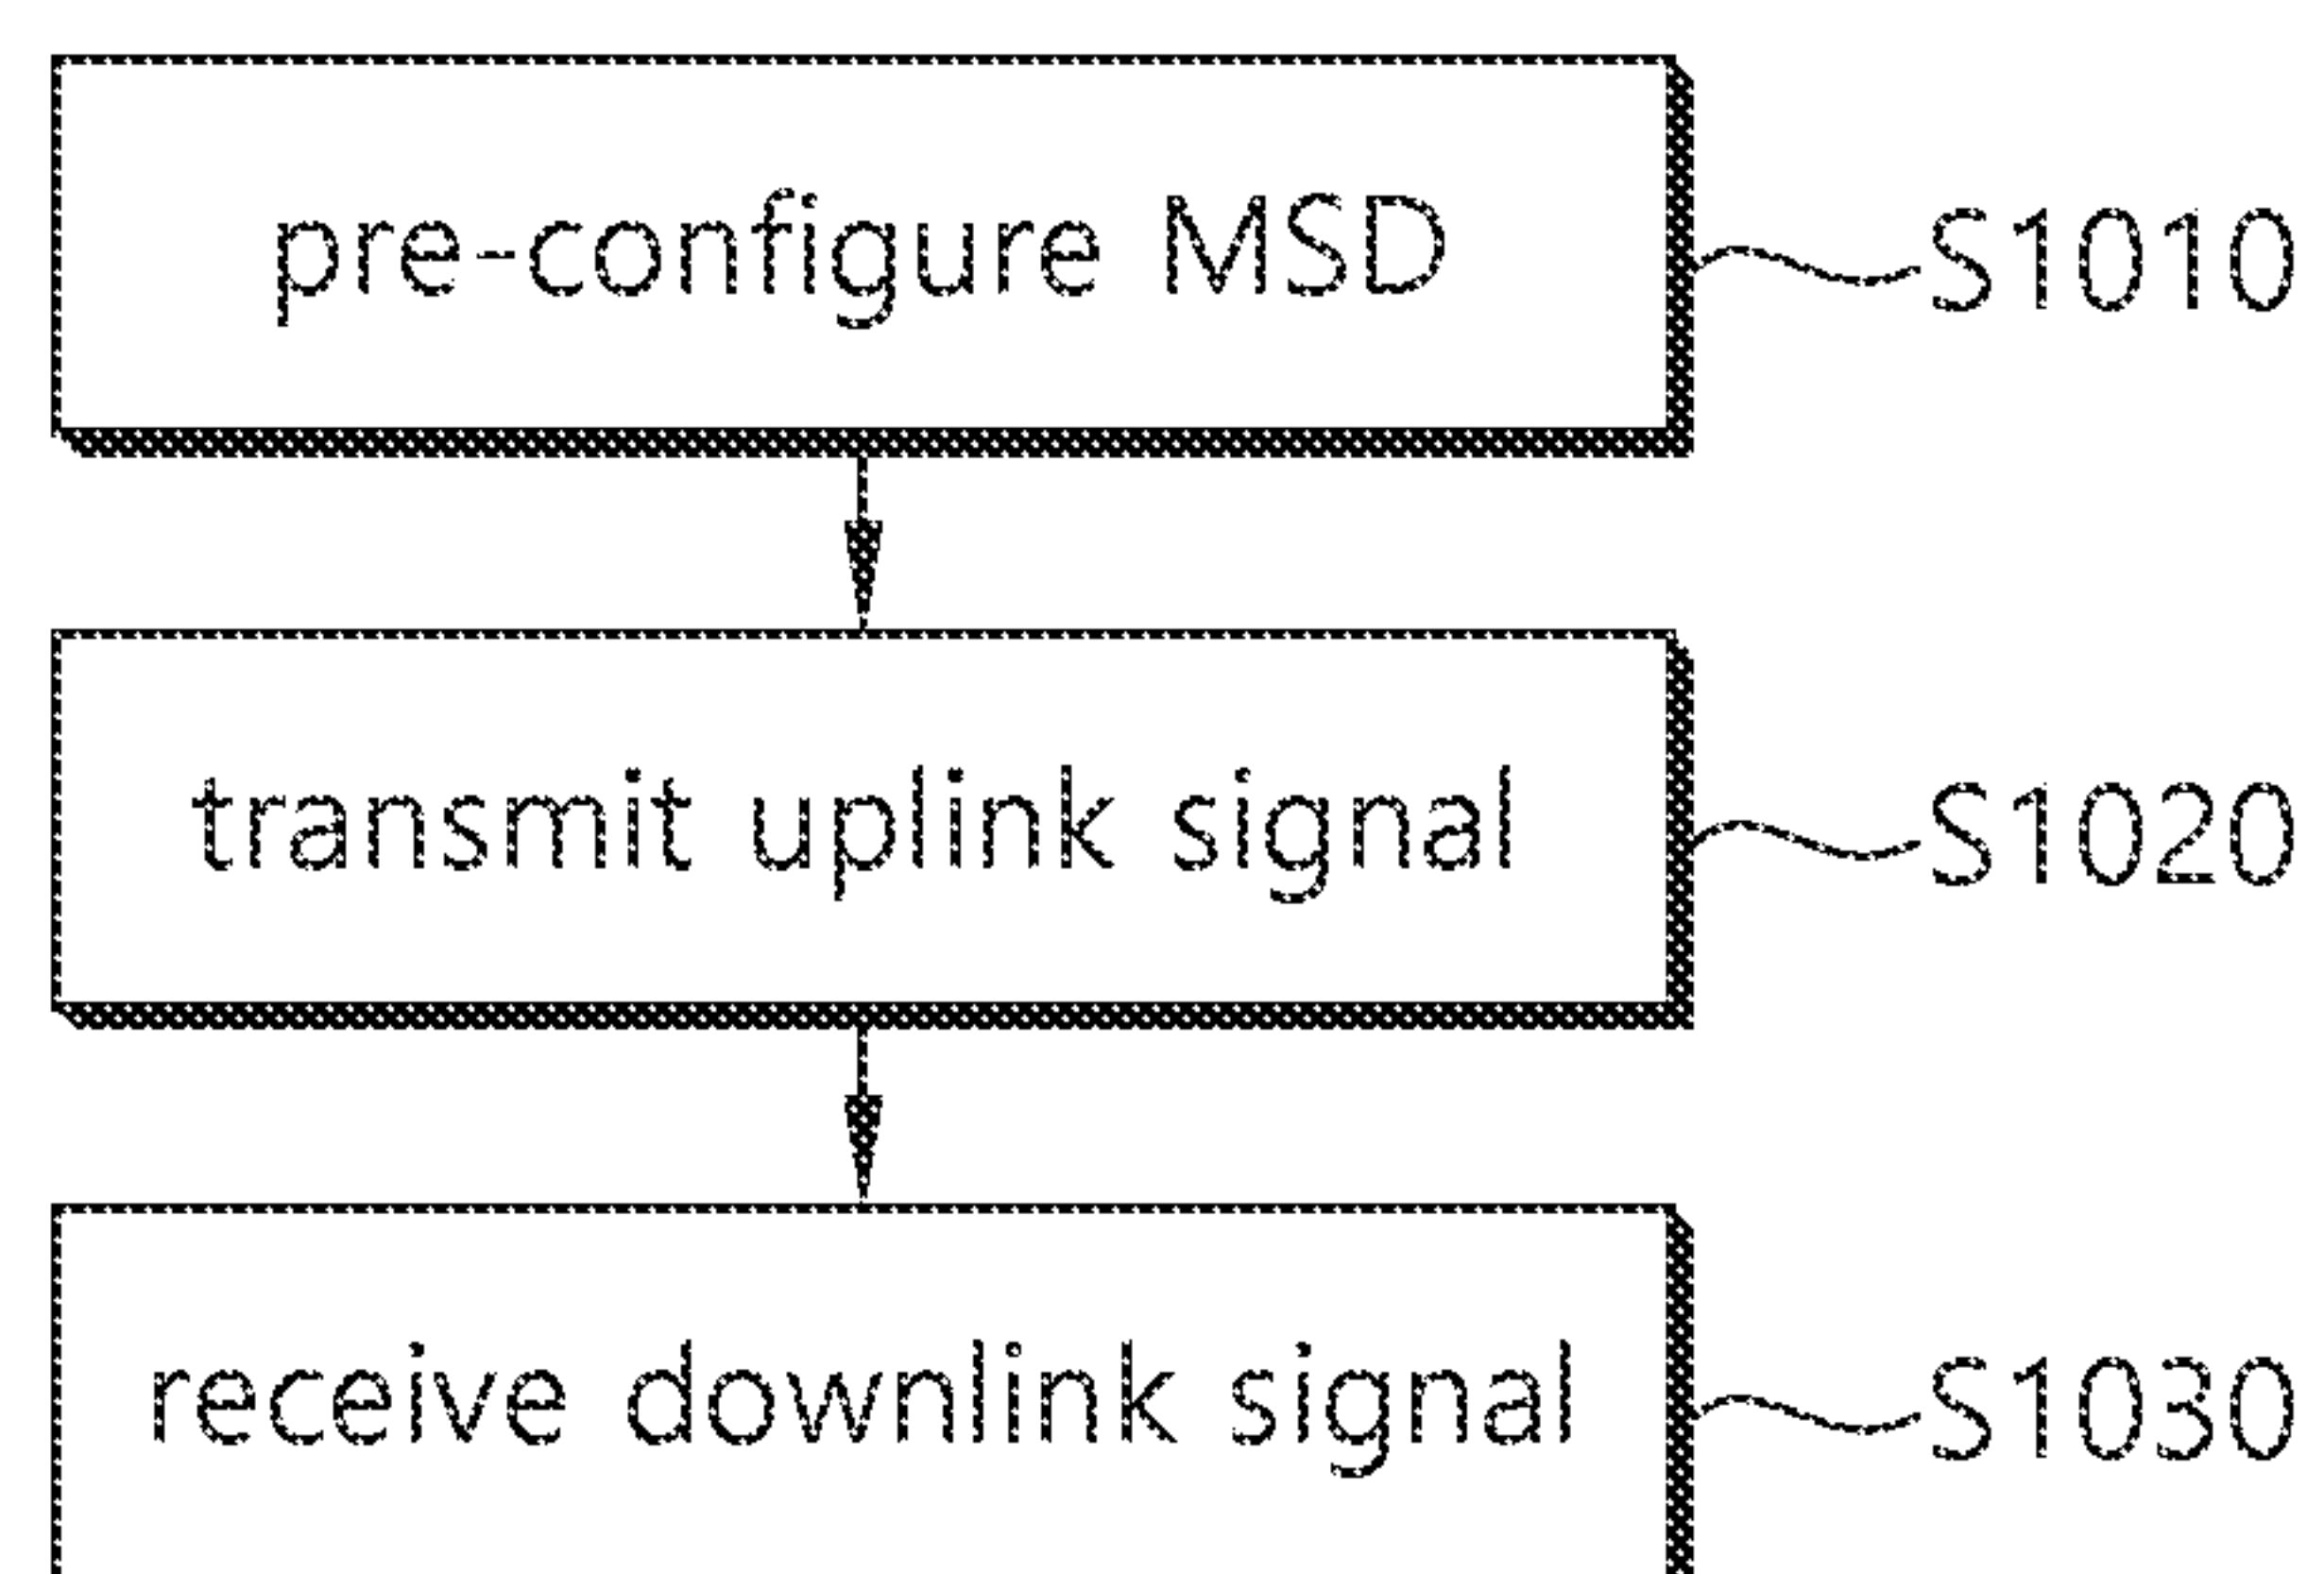 pre-configure MSD
S1010
transmit uplink signal
S1020
receive downlink signal
S1030